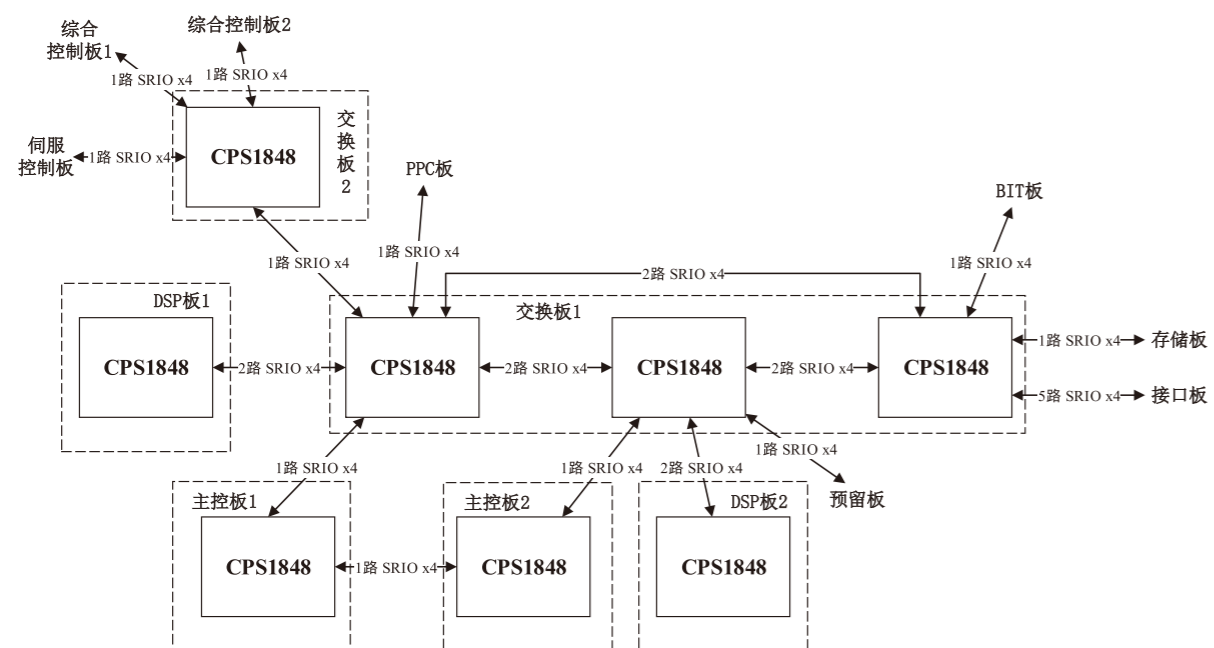 综合
控制板1
综合控制板2
1路 SRIO x4
1路 SRIO x4
伺服
控制板
1路 SRIO x4
CPS1848
交
换
板
2
PPC板
BIT板
1路 SRIO x4
1路 SRIO x4
1路 SRIO x4
2路 SRIO x4
DSP板1
交换板1
CPS1848
2路 SRIO x4
CPS1848
2路 SRIO x4
CPS1848
2路 SRIO x4
CPS1848
1路 SRIO x4
存储板
5路 SRIO x4
接口板
1路 SRIO x4
1路 SRIO x4
2路 SRIO x4
1路 SRIO x4
预留板
主控板1
主控板2
DSP板2
CPS1848
1路 SRIO x4
CPS1848
CPS1848